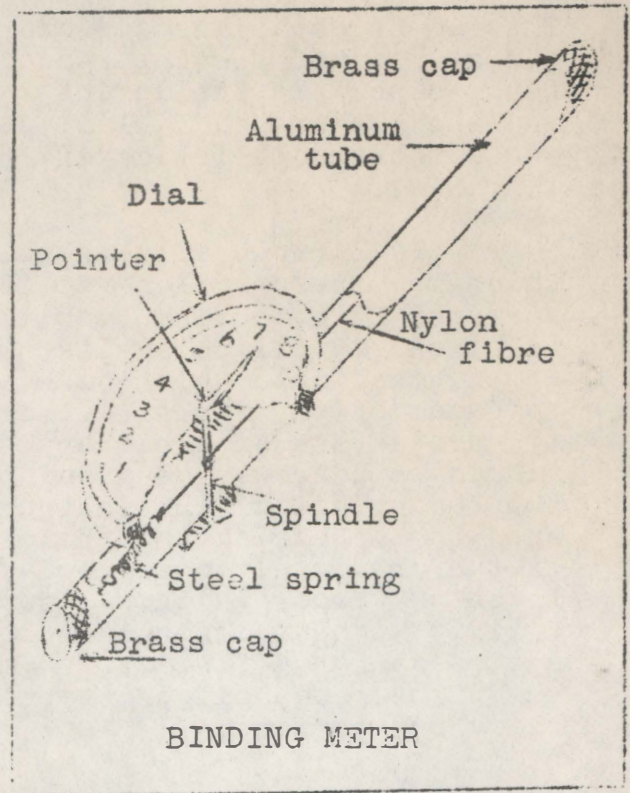 Brass cap
Aluminum
tube
Dial
Pointer
Nylon
fibre
1
2
3
4
5
6
7
8
Spindle
Steel spring
Brass cap
BINDING METER